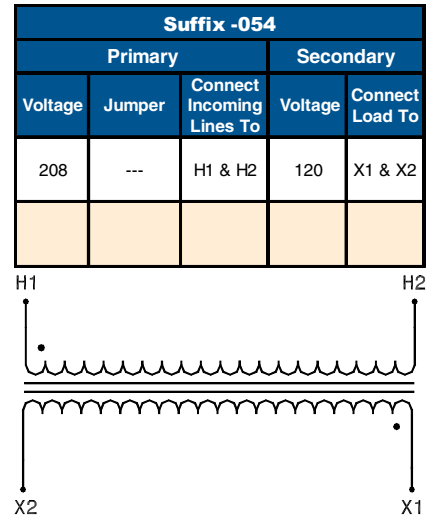 Suffix -054
Primary Secondary
Voltage Jumper Connect Incoming Lines To Voltage Connect Load To
208 --- H1 & H2 120 X1 & X2
H1 H2
X2 X1